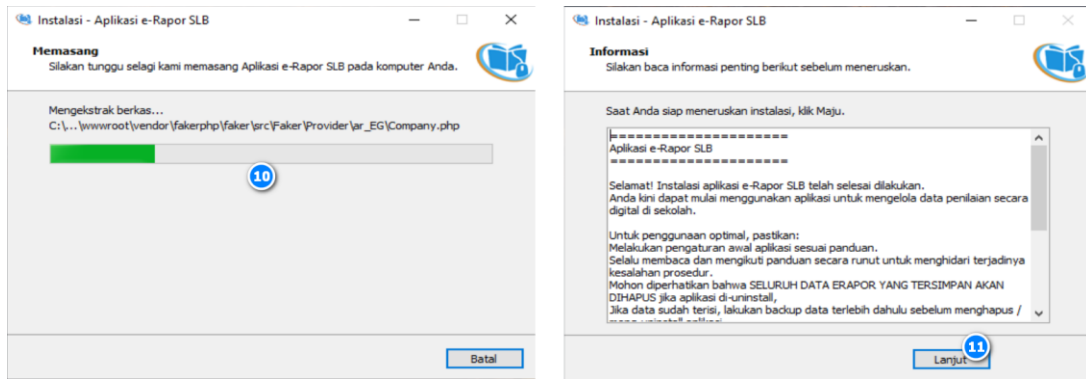 Instalasi - Aplikasi e-Rapor SLB
Memasang
Silakan tunggu selagi kami memasang Aplikasi e-Rapor SLB pada komputer Anda.
Mengekstrak berkas...
C:\...\wwwroot\vendor\fakerphp\faker\src\Faker\Provider\ar_EG\Company.php
10
Batal
Instalasi - Aplikasi e-Rapor SLB
Informasi
Silakan baca informasi penting berikut sebelum meneruskan.
Saat Anda siap meneruskan instalasi, klik Maju.
=====================
Aplikasi e-Rapor SLB
=====================
Selamat! Instalasi aplikasi e-Rapor SLB telah selesai dilakukan.
Anda kini dapat mulai menggunakan aplikasi untuk mengelola data penilaian secara
digital di sekolah.
Untuk penggunaan optimal, pastikan:
Melakukan pengaturan awal aplikasi sesuai panduan.
Selalu membaca dan mengikuti panduan secara runut untuk menghidari terjadinya
kesalahan prosedur.
Mohon diperhatikan bahwa SELURUH DATA ERAPOR YANG TERSIMPAN AKAN
DIHAPUS jika aplikasi di-uninstall,
Jika data sudah terisi, lakukan backup data terlebih dahulu sebelum menghapus /
11
Lanjut